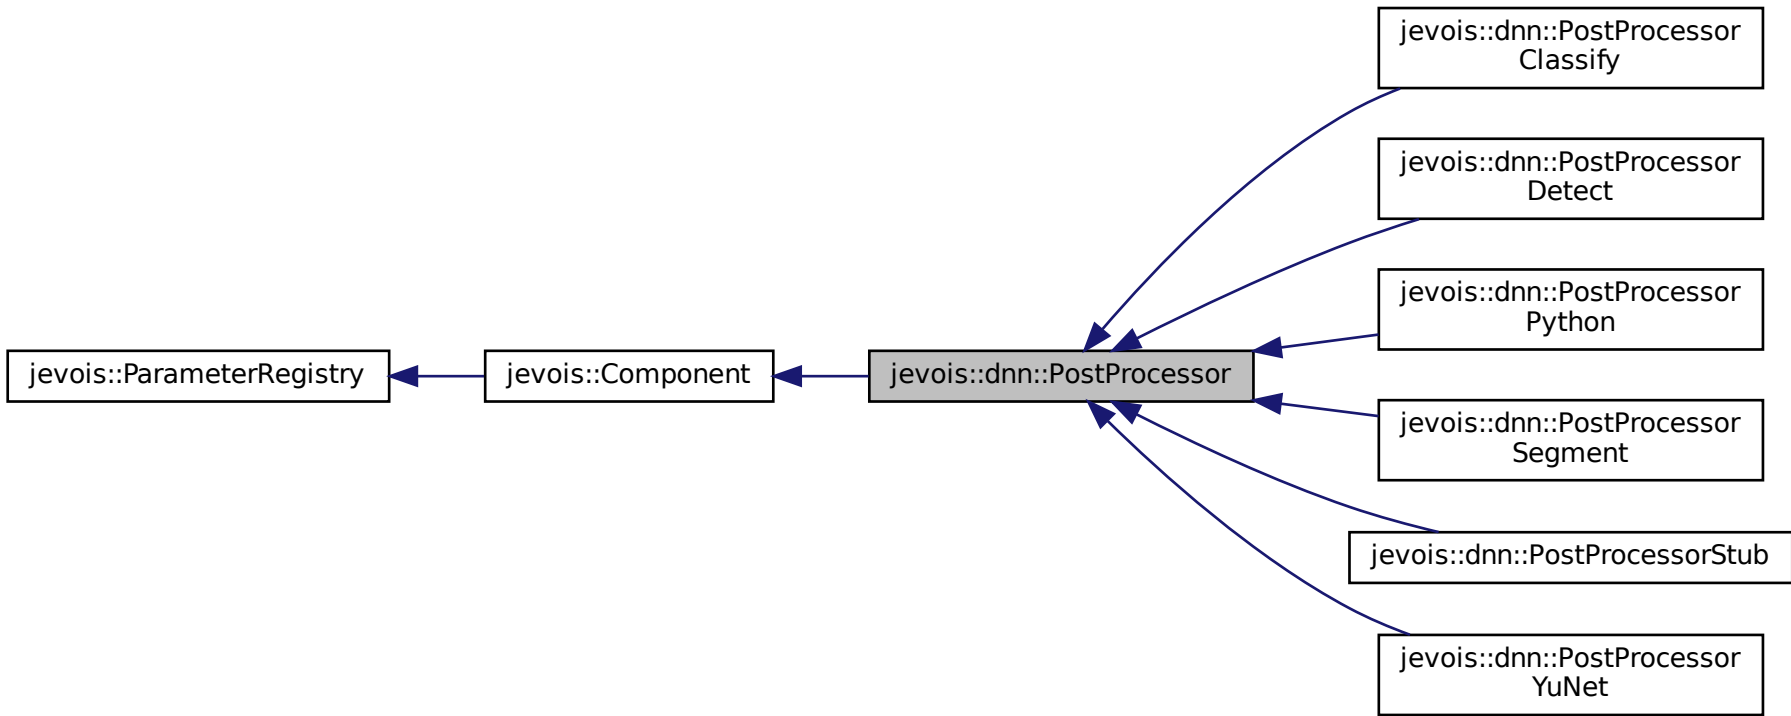 jevois::ParameterRegistry
jevois::Component
jevois::dnn::PostProcessor
jevois::dnn::PostProcessor
Classify
jevois::dnn::PostProcessor
Detect
jevois::dnn::PostProcessor
Python
jevois::dnn::PostProcessor
Segment
jevois::dnn::PostProcessorStub
jevois::dnn::PostProcessor
YuNet